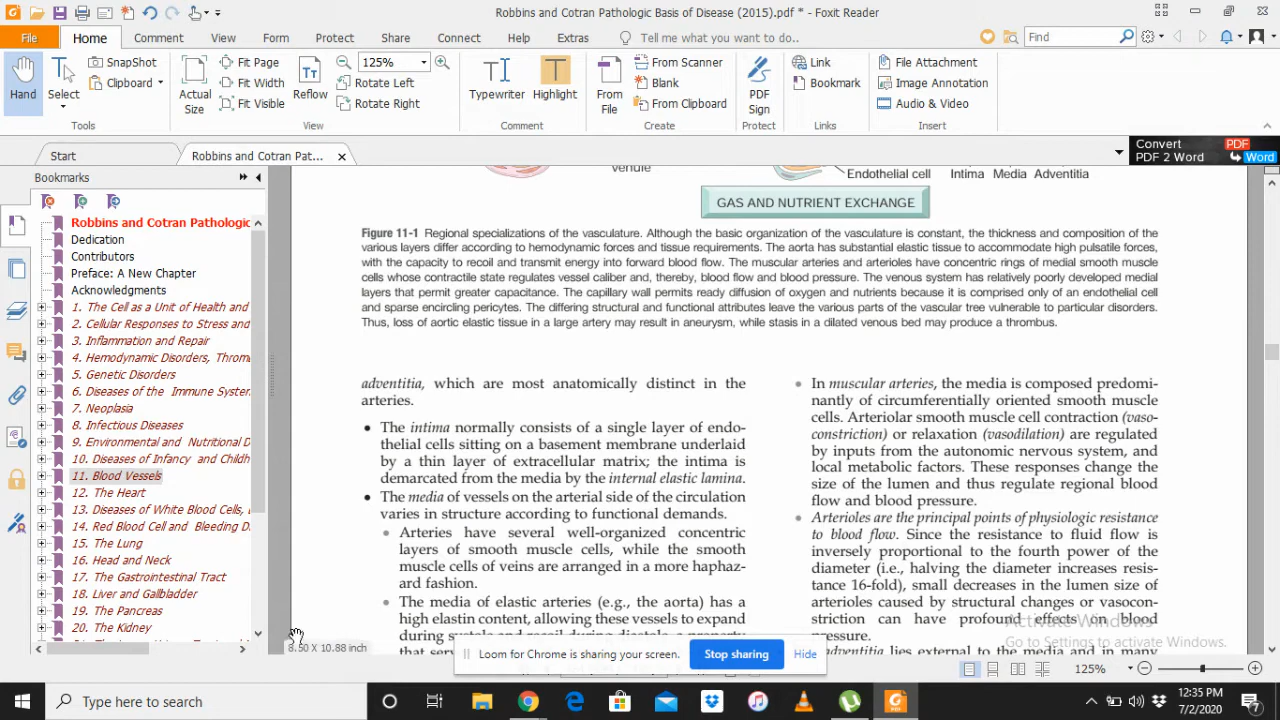 Robbins and Cotran Pathologic Basis of Disease (2015).pdf * - Foxit Reader
File Home Comment View Form Protect Share Connect Help Extras Tell me what you want to do.. Find
Hand
Select
SnapShot
Clipboard
Tools
Actual Size
Fit Page
Fit Width
Fit Visible
Reflow
125%
Rotate Left
Rotate Right
View
Typewriter
Highlight
Comment
From File
From Scanner
Blank
From Clipboard
Create
PDF Sign
Protect
Link
Bookmark
Links
File Attachment
Image Annotation
Audio & Video
Insert
Start
Robbins and Cotran Pat...
Convert PDF
PDF 2 Word Word
Bookmarks
Robbins and Cotran Pathologic
Dedication
Contributors
Preface: A New Chapter
Acknowledgments
1. The Cell as a Unit of Health and
2. Cellular Responses to Stress and
3. Inflammation and Repair
4. Hemodynamic Disorders, Thromb
5. Genetic Disorders
6. Diseases of the Immune System
7. Neoplasia
8. Infectious Diseases
9. Environmental and Nutritional D
10. Diseases of Infancy and Childh
11. Blood Vessels
12. The Heart
13. Diseases of White Blood Cells, L
14. Red Blood Cell and Bleeding D
15. The Lung
16. Head and Neck
17. The Gastrointestinal Tract
18. Liver and Gallbladder
19. The Pancreas
20. The Kidney
venule
Endothelial cell Intima Media Adventitia
GAS AND NUTRIENT EXCHANGE
Figure 11-1 Regional specializations of the vasculature. Although the basic organization of the vasculature is constant, the thickness and composition of the
various layers differ according to hemodynamic forces and tissue requirements. The aorta has substantial elastic tissue to accommodate high pulsatile forces,
with the capacity to recoil and transmit energy into forward blood flow. The muscular arteries and arterioles have concentric rings of medial smooth muscle
cells whose contractile state regulates vessel caliber and, thereby, blood flow and blood pressure. The venous system has relatively poorly developed medial
layers that permit greater capacitance. The capillary wall permits ready diffusion of oxygen and nutrients because it is comprised only of an endothelial cell
and sparse encircling pericytes. The differing structural and functional attributes leave the various parts of the vascular tree vulnerable to particular disorders.
Thus, loss of aortic elastic tissue in a large artery may result in aneurysm, while stasis in a dilated venous bed may produce a thrombus.
adventitia, which are most anatomically distinct in the
arteries.
• The intima normally consists of a single layer of endo-
thelial cells sitting on a basement membrane underlaid
by a thin layer of extracellular matrix; the intima is
demarcated from the media by the internal elastic lamina.
• The media of vessels on the arterial side of the circulation
varies in structure according to functional demands.
• Arteries have several well-organized concentric
layers of smooth muscle cells, while the smooth
muscle cells of veins are arranged in a more haphaz-
ard fashion.
• The media of elastic arteries (e.g., the aorta) has a
high elastin content, allowing these vessels to expand
during systole and recoil during diastole, a property
that serv
• In muscular arteries, the media is composed predomi-
nantly of circumferentially oriented smooth muscle
cells. Arteriolar smooth muscle cell contraction (vaso-
constriction) or relaxation (vasodilation) are regulated
by inputs from the autonomic nervous system, and
local metabolic factors. These responses change the
size of the lumen and thus regulate regional blood
flow and blood pressure.
• Arterioles are the principal points of physiologic resistance
to blood flow. Since the resistance to fluid flow is
inversely proportional to the fourth power of the
diameter (i.e., halving the diameter increases resis-
tance 16-fold), small decreases in the lumen size of
arterioles caused by structural changes or vasocon-
striction can have profound effects on blood
pressure.
adventitia lies external to the media and in many
Activate Windows
Go to Settings to activate Windows.
8.50 X 10.88 inch
Loom for Chrome is sharing your screen. Stop sharing Hide
125%
Type here to search
12:35 PM
7/2/2020
7